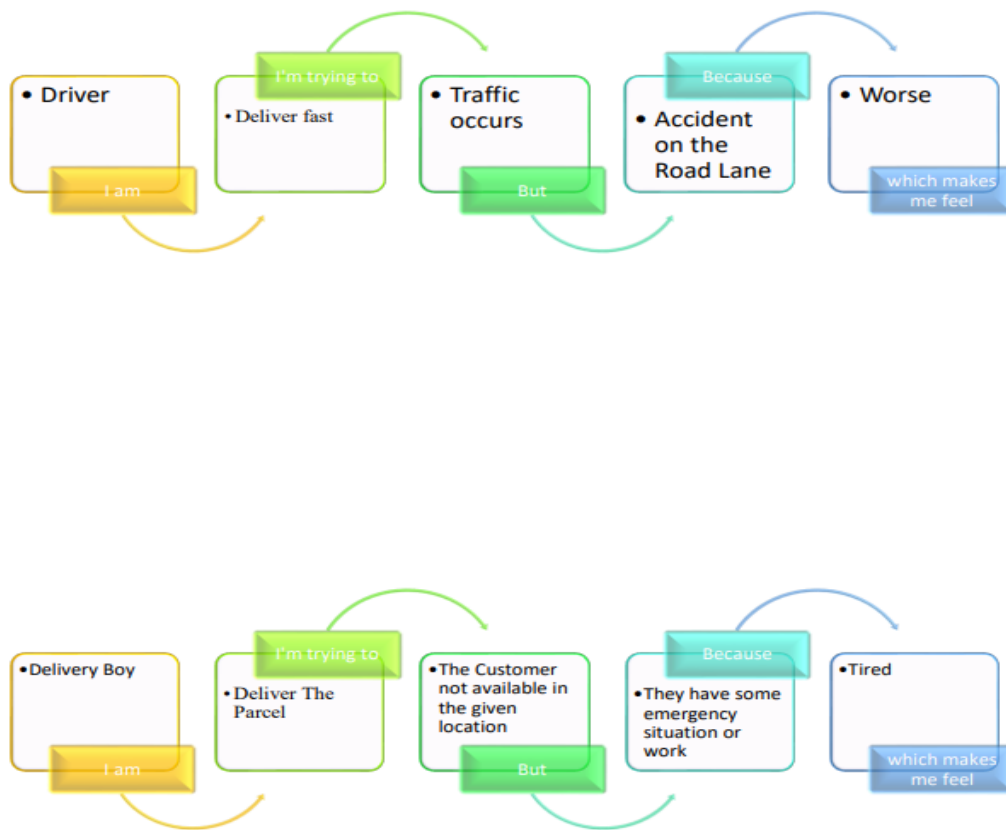 I'm trying to
Because
• Driver
• Deliver fast
• Traffic
occurs
• Accident
on the
Road Lane
• Worse
I am
But
which makes
me feel
I'm trying to
Because
•Delivery Boy
•Deliver The
Parcel
•The Customer
not available in
the given
location
•They have some
emergency
situation or
work
•Tired
I am
But
which makes
me feel